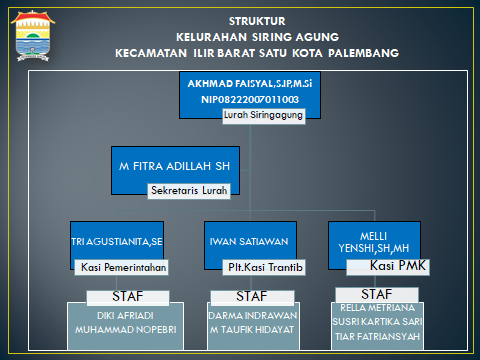 STRUKTUR
KELURAHAN SIRING AGUNG
KECAMATAN ILIR BARAT SATU KOTA PALEMBANG
AKHMAD FAISYAL,S.IP,M.Si
NIP08222007011003
Lurah Siringagung
M FITRA ADILLAH SH
Sekretaris Lurah
TRI AGUSTIANITA,SE
Kasi Pemerintahan
IWAN SATIAWAN
Plt.Kasi Trantib
MELLI
YENSHI,SH,MH
Kasi PMK
STAF
DIKI AFRIADI
MUHAMMAD NOPEBRI
STAF
DARMA INDRAWAN
M TAUFIK HIDAYAT
STAF
RELLA METRIANA
SUSRI KARTIKA SARI
TIAR FATRIANSYAH